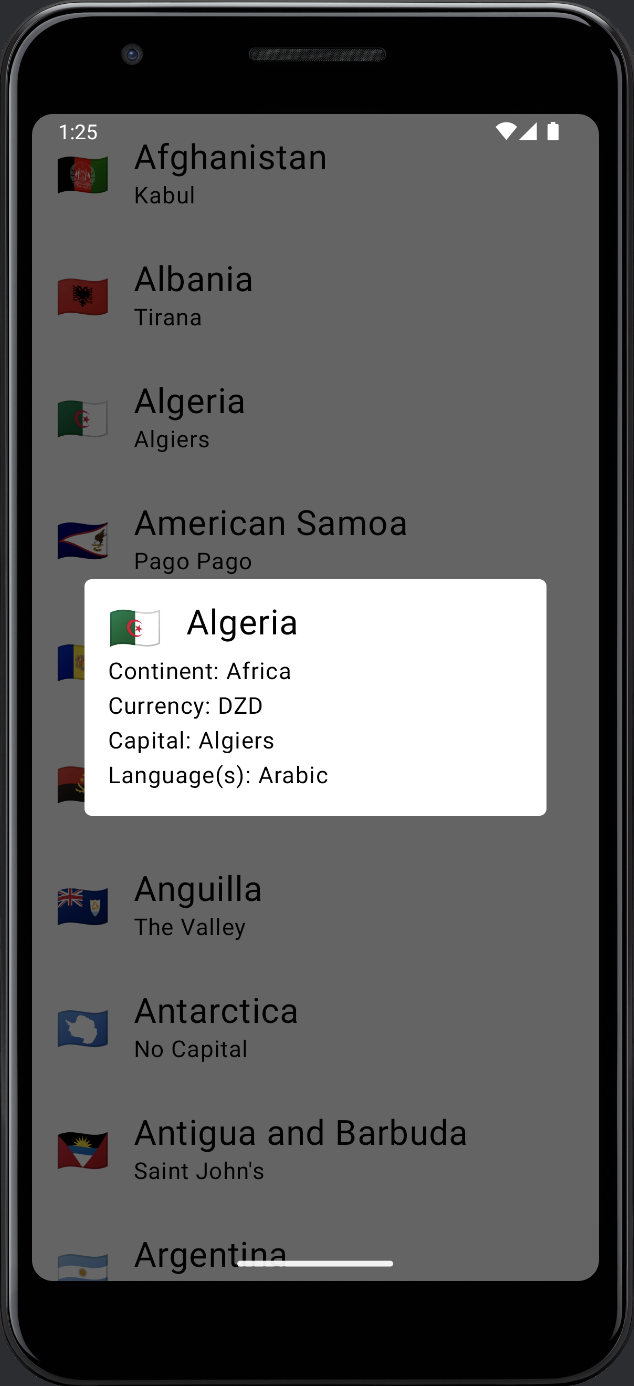 1:25
Afghanistan
Kabul
Albania
Tirana
Algeria
Algiers
American Samoa
Pago Pago
Algeria
Continent: Africa
Currency: DZD
Capital: Algiers
Language(s): Arabic
Anguilla
The Valley
Antarctica
No Capital
Antigua and Barbuda
Saint John's
Argentina